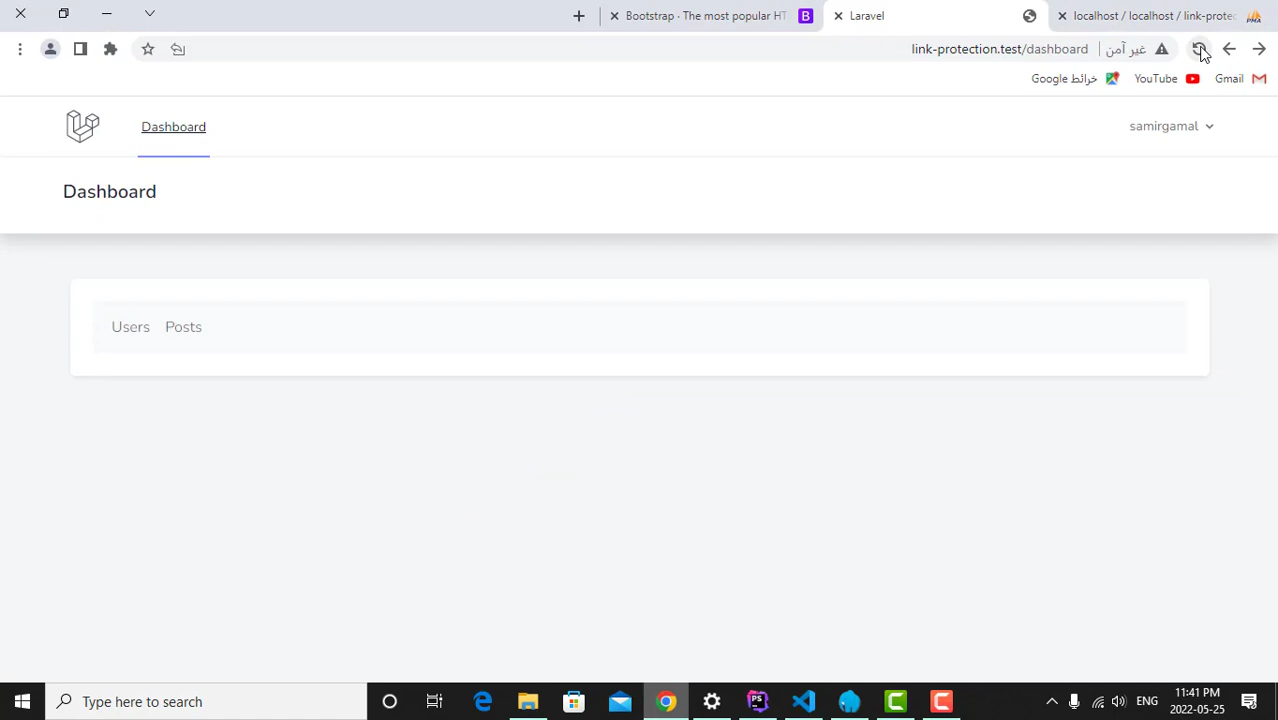 Bootstrap · The most popular HT
Laravel
localhost / localhost / link-protec
link-protection.test/dashboard
غير آمن
خرائط Google
YouTube
Gmail
Dashboard
samirgamal
Dashboard
Users Posts
Type here to search
ENG
11:41 PM
2022-05-25